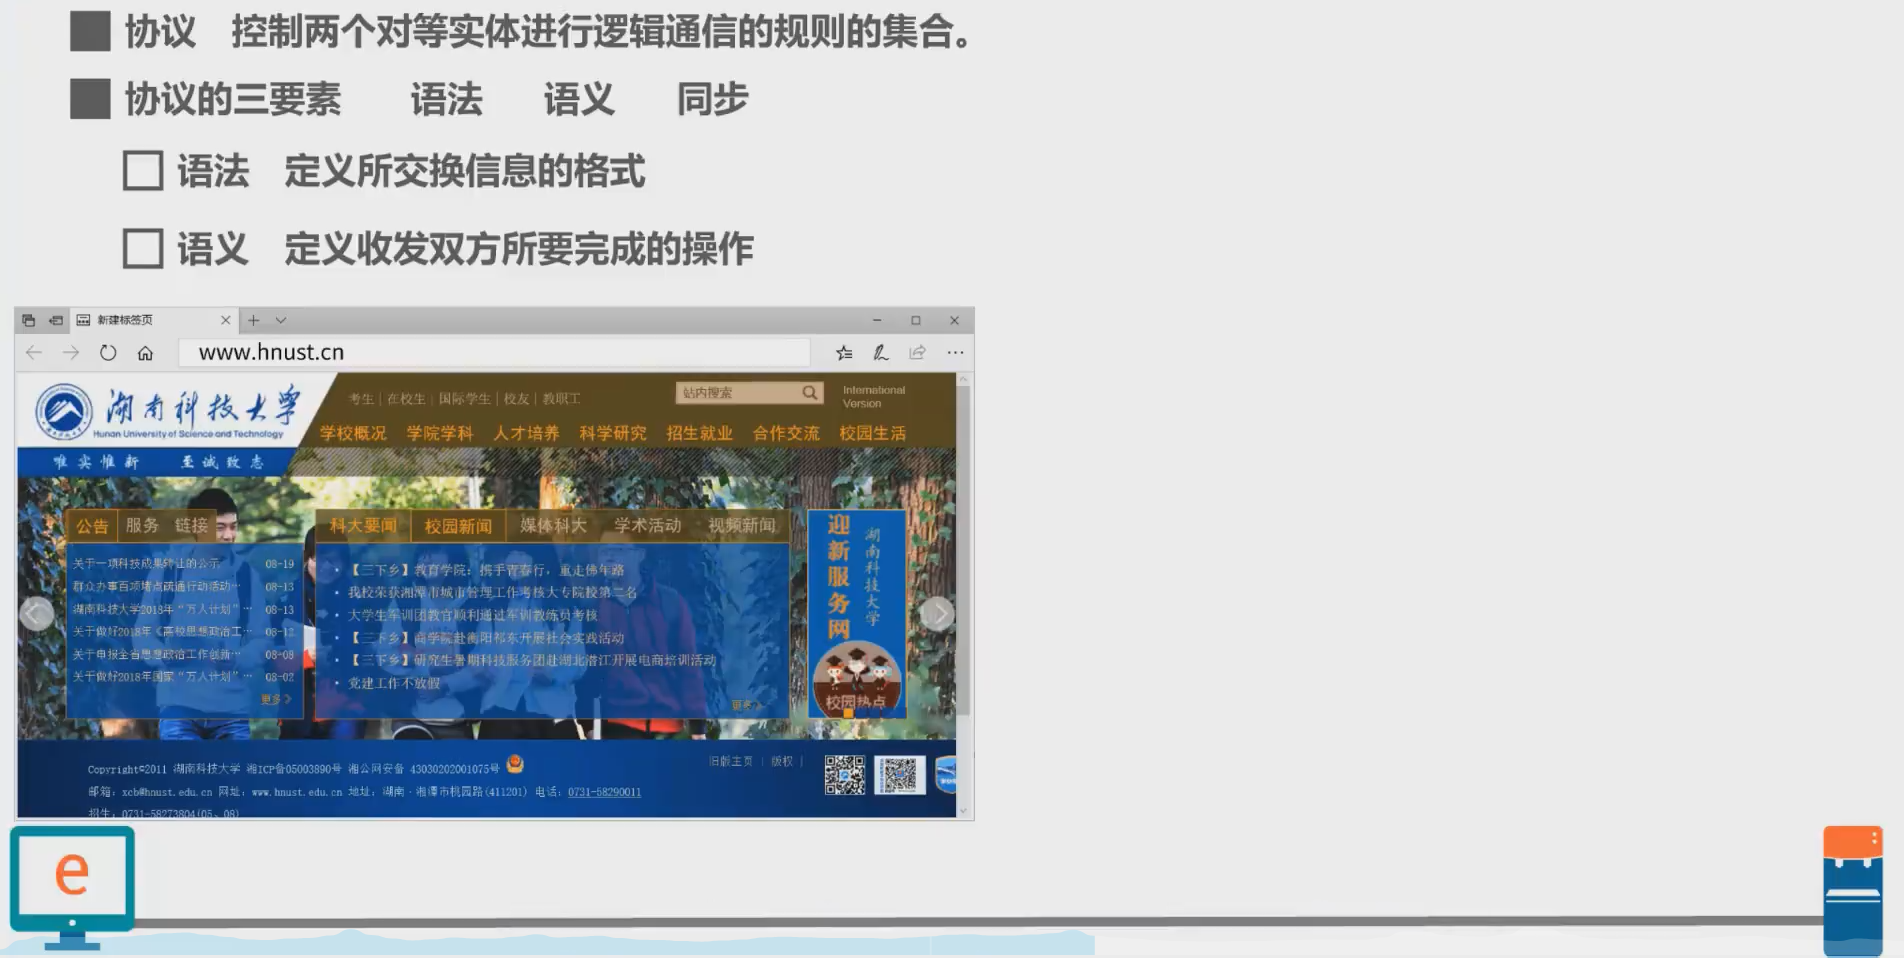 协议 控制两个对等实体进行逻辑通信的规则的集合。
协议的三要素 语法 语义 同步
语法 定义所交换信息的格式
语义 定义收发双方所要完成的操作
新建标签页
www.hnust.cn
湖南科技大学
Hunan University of Science and Technology
唯实惟新 至诚致志
考生 | 在校生 | 国际学生 | 校友 | 教职工
站内搜索
International
Version
学校概况 学院学科 人才培养 科学研究 招生就业 合作交流 校园生活
公告 服务 链接
关于一项科技成果转让的公示 08-19
群众办事百项堵点疏通行动活动… 08-13
湖南科技大学2018年“万人计划”… 08-13
关于做好2018年《高校思想政治工… 08-12
关于申报全省思想政治工作创新… 08-08
关于做好2018年国家“万人计划”… 08-02
更多
科大要闻 校园新闻 媒体科大 学术活动 视频新闻
【三下乡】教育学院：携手青春行，重走佛年路
我校荣获湘潭市城市管理工作考核大专院校第二名
大学生军训团教官顺利通过军训教练员考核
【三下乡】商学院赴衡阳祁东开展社会实践活动
【三下乡】研究生暑期科技服务团赴湖北潜江开展电商培训活动
党建工作不放假
更多
迎新服务网
湖南科技大学
校园热点
Copyright©2011 湖南科技大学 湘ICP备05003890号 湘公网安备 43030202001075号
邮箱：xcb@hnust.edu.cn 网址：www.hnust.edu.cn 地址：湖南·湘潭市桃园路(411201) 电话：0731-58290011
招生：0731-58273804(05、08)
旧版主页 | 版权 |
e